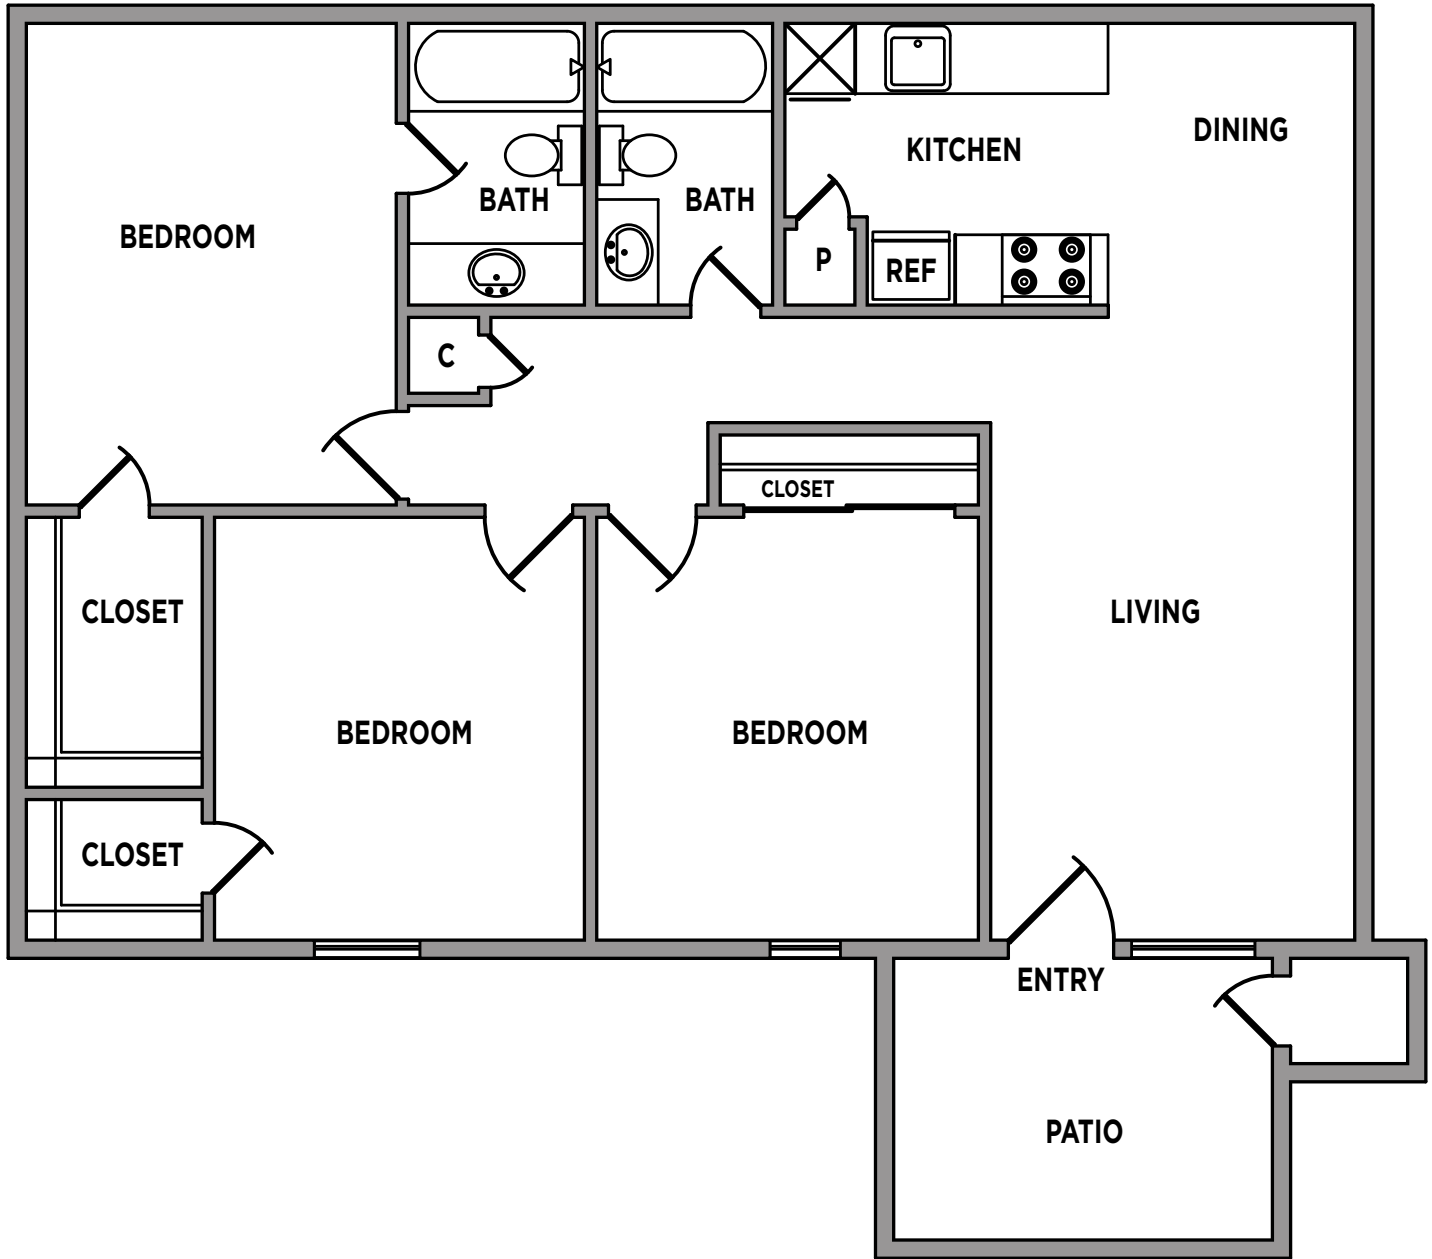 DINING
KITCHEN
BATH
BATH
BEDROOM
P
REF
C
CLOSET
CLOSET
LIVING
BEDROOM
BEDROOM
CLOSET
ENTRY
PATIO